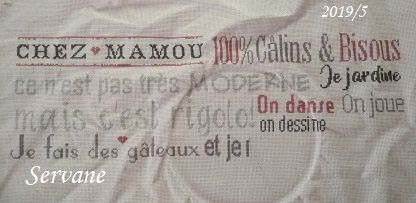 2019/5
CHEZ MAMOU 100% Câlins & Bisous
ce n'est pas très MODERNE Je jardine
mais c'est rigolo! On danse On joue
on dessine
Je fais des gâteaux et je
Servane